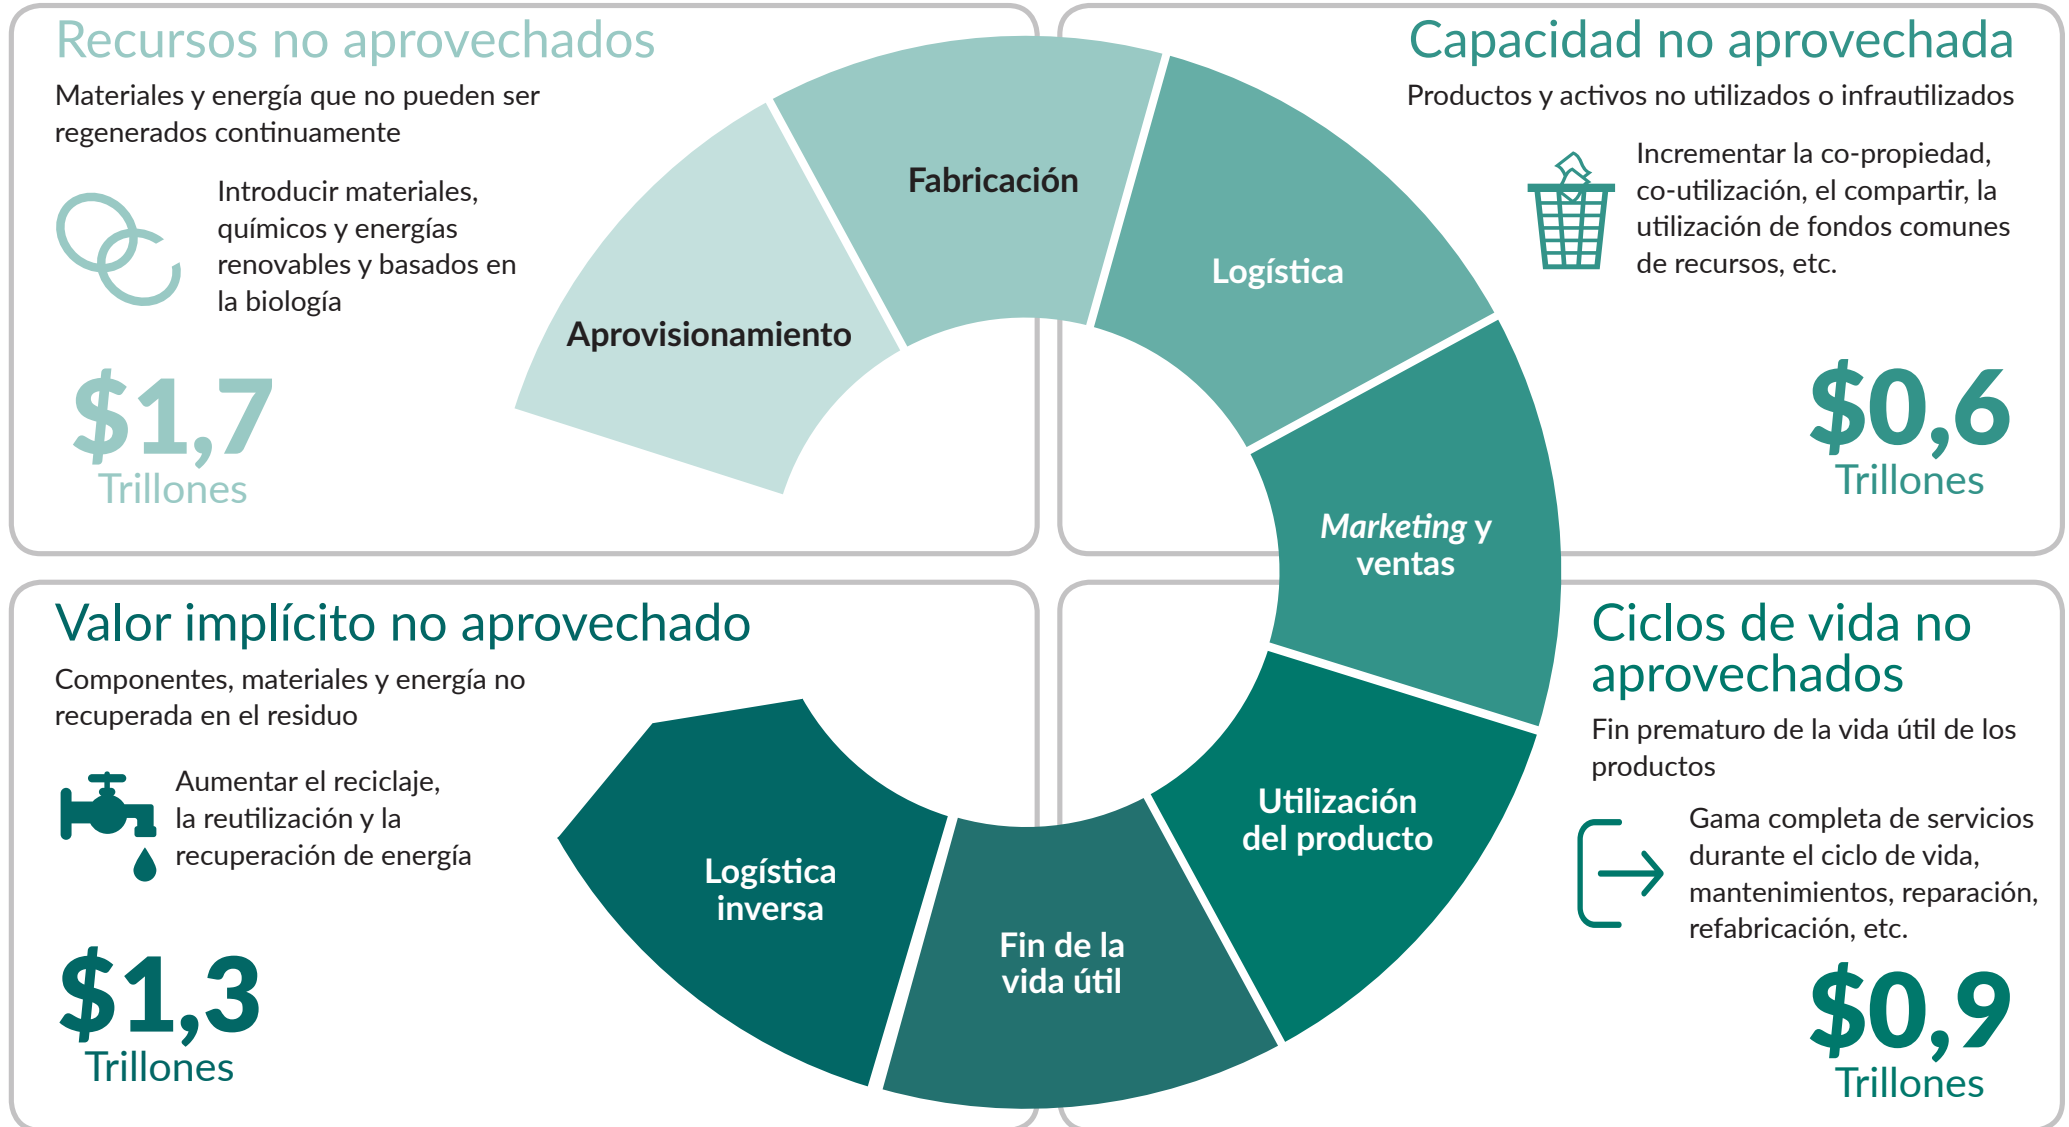 Recursos no aprovechados
Materiales y energía que no pueden ser
regenerados continuamente
Introducir materiales,
químicos y energías
renovables y basados en
la biología
$1,7
Trillones
Capacidad no aprovechada
Productos y activos no utilizados o infrautilizados
Incrementar la co-propiedad,
co-utilización, el compartir, la
utilización de fondos comunes
de recursos, etc.
$0,6
Trillones
Aprovisionamiento
Fabricación
Logística
Marketing y
ventas
Utilización
del producto
Fin de la
vida útil
Logística
inversa
Valor implícito no aprovechado
Componentes, materiales y energía no
recuperada en el residuo
Aumentar el reciclaje,
la reutilización y la
recuperación de energía
$1,3
Trillones
Ciclos de vida no
aprovechados
Fin prematuro de la vida útil de los
productos
Gama completa de servicios
durante el ciclo de vida,
mantenimientos, reparación,
refabricación, etc.
$0,9
Trillones